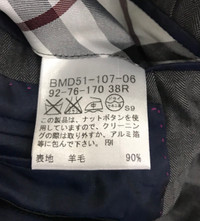 BMD51-107-06
92-76-170 38R
S9
この製品は、ナットボタンを使
用していますので、クリーニン
グの際は取り外すか、アルミ箔
等に包んで下さい。 I91
表地 羊毛 90%